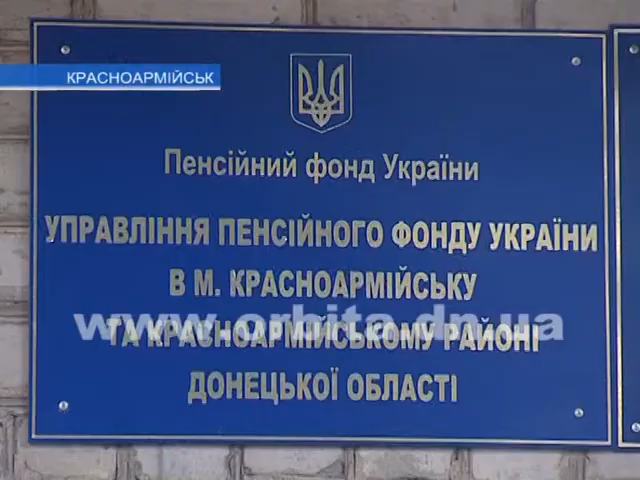 КРАСНОАРМІЙСЬК
Пенсійний фонд України
УПРАВЛІННЯ ПЕНСІЙНОГО ФОНДУ УКРАЇНИ
В М. КРАСНОАРМІЙСЬКУ
www.orbita.dn.ua
ТА КРАСНОАРМІЙСЬКОМУ РАЙОНІ
ДОНЕЦЬКОЇ ОБЛАСТІ